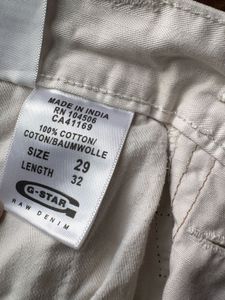 MADE IN INDIA
RN 104506
CA41169
100% COTTON/
COTON/BAUMWOLLE
SIZE 29
LENGTH 32
G-STAR
RAW DENIM